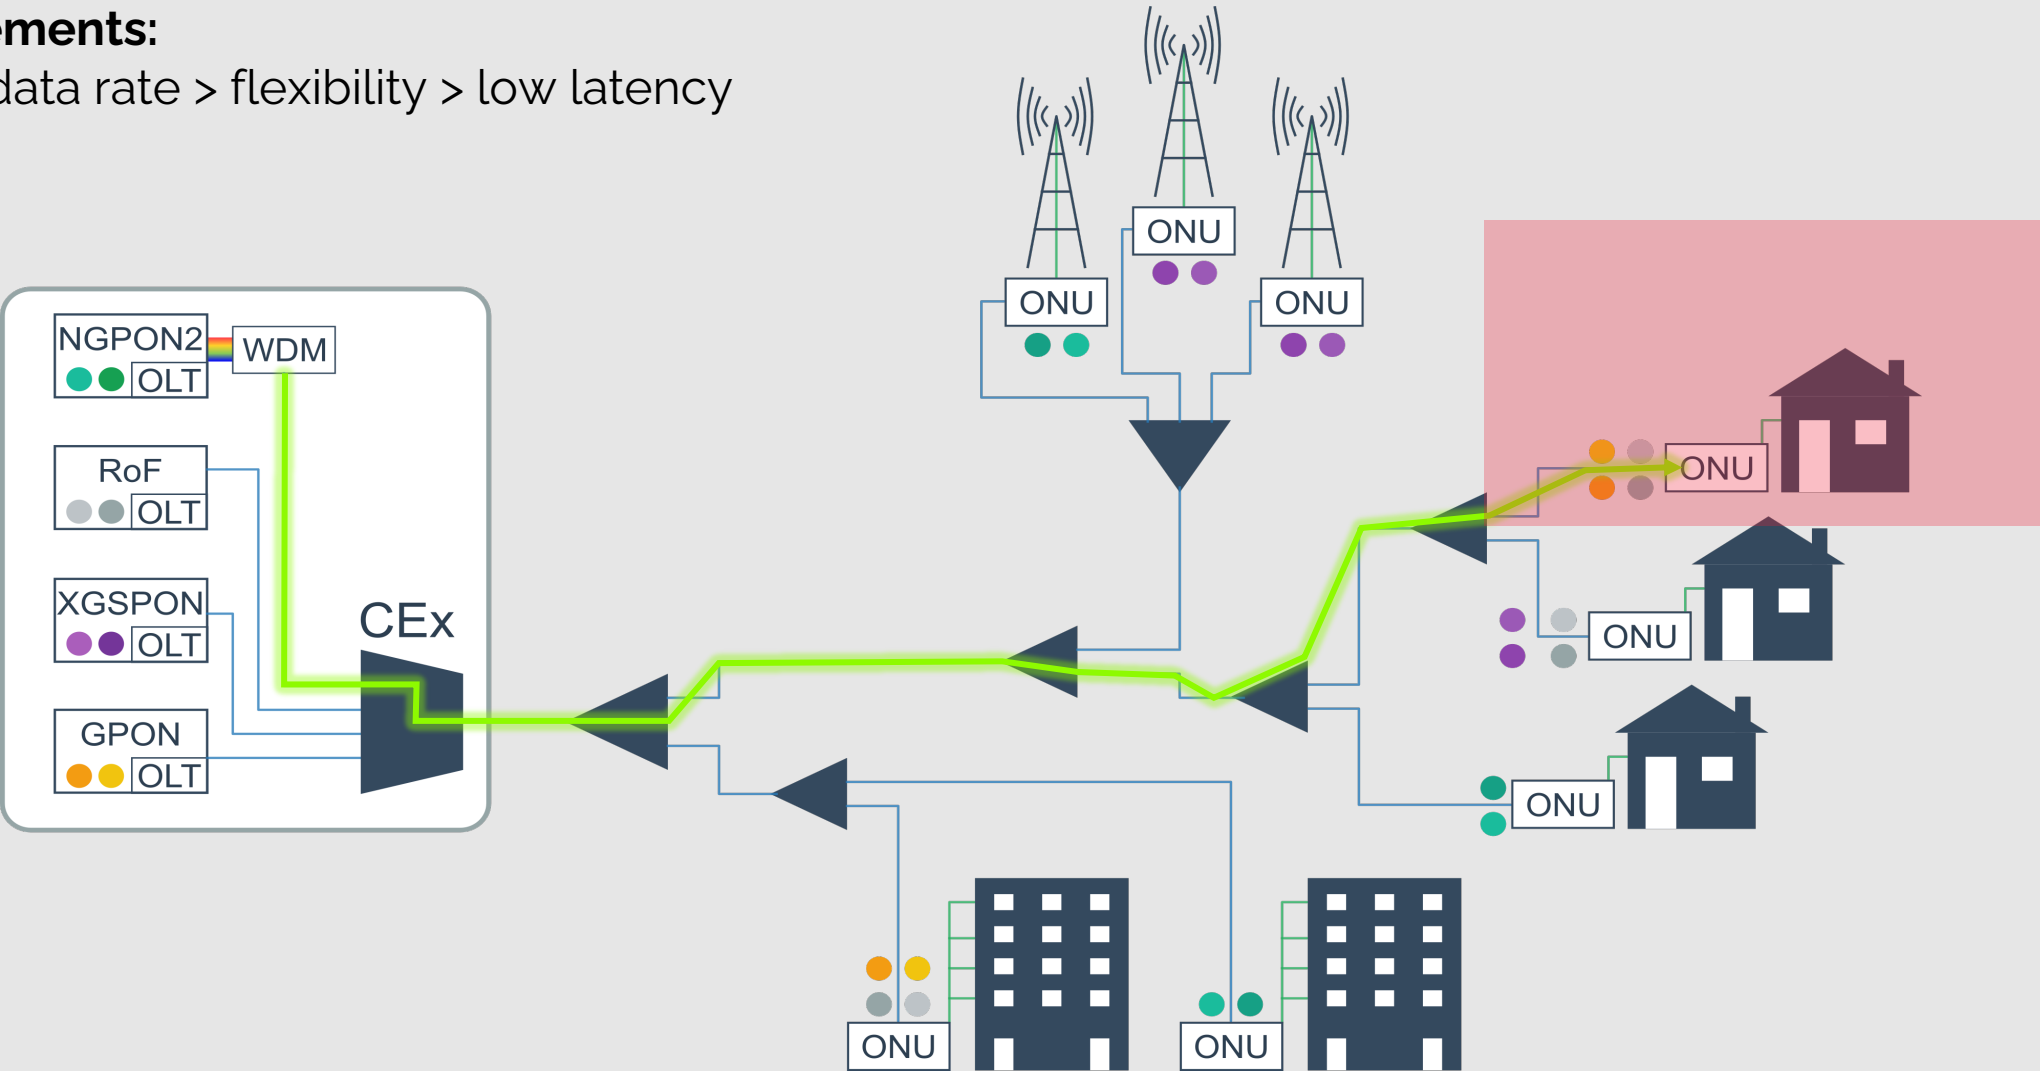 ements:
data rate > flexibility > low latency
ONU
ONU
ONU
NGPON2
WDM
OLT
RoF
OLT
ONU
XGSPON
CEx
OLT
ONU
GPON
OLT
ONU
ONU
ONU